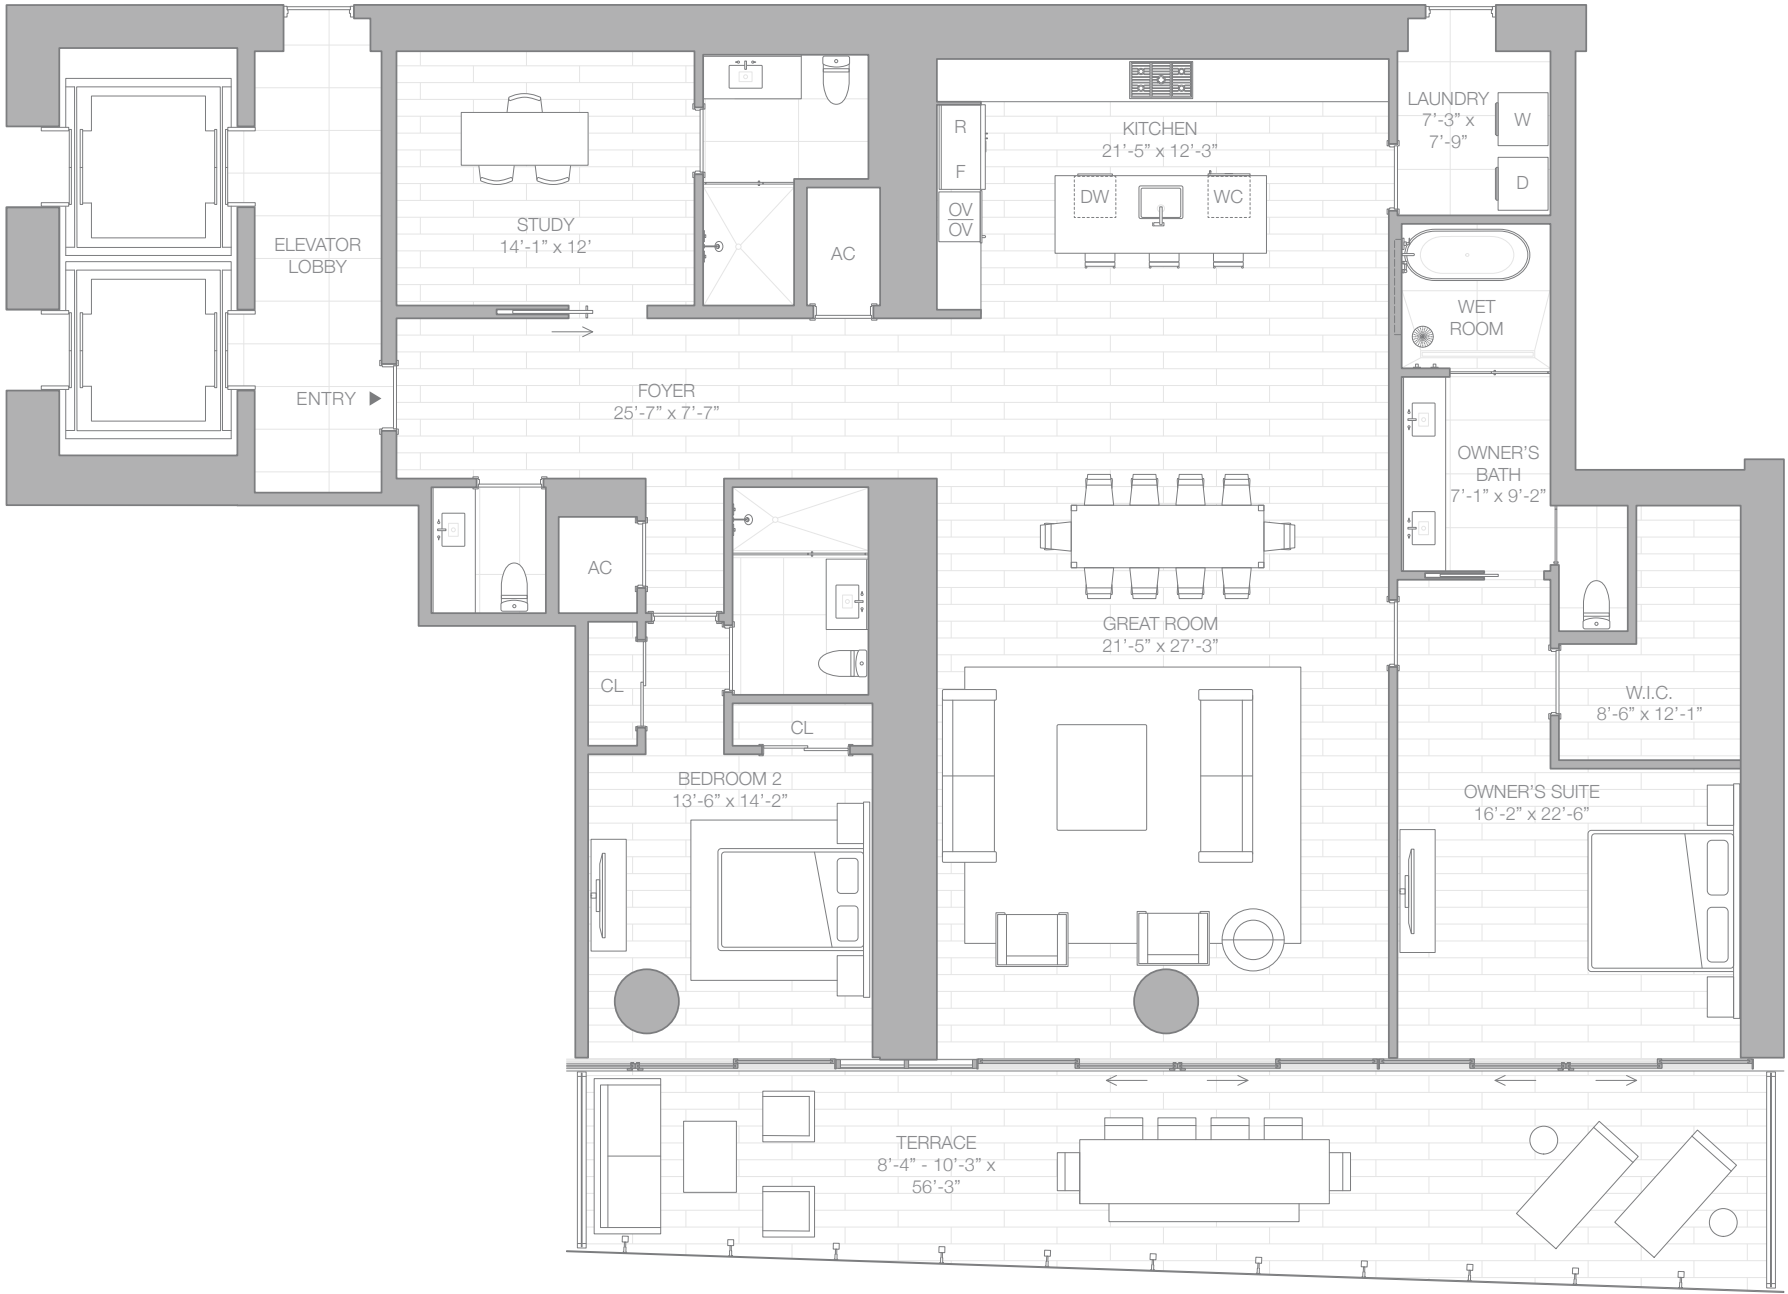 LAUNDRY
7'-3” x
7'-9”
W
D
R
F
KITCHEN
21'-5” x 12'-3”
DW
WC
OV
OV
STUDY
14'-1” x 12'
AC
ELEVATOR
LOBBY
WET
ROOM
ENTRY
FOYER
25'-7” x 7'-7”
OWNER'S
BATH
7'-1” x 9'-2”
AC
GREAT ROOM
21'-5” x 27'-3”
CL
CL
W.I.C.
8'-6” x 12'-1”
BEDROOM 2
13'-6” x 14'-2”
OWNER'S SUITE
16'-2” x 22'-6”
TERRACE
8'-4” - 10'-3” x
56'-3”